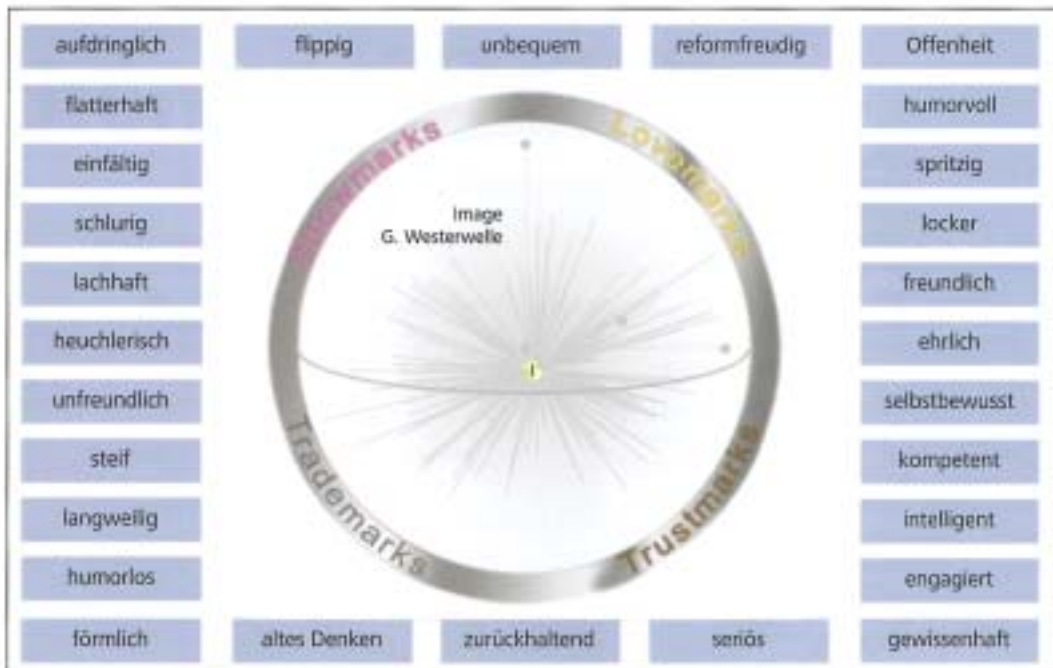 aufdringlich
flippig
unbequem
reformfreudig
Offenheit
flatterhaft
humorvoll
einfältig
spritzig
schlurig
locker
lachhaft
freundlich
heuchlerisch
ehrlich
unfreundlich
selbstbewusst
steif
kompetent
langweilig
intelligent
humorlos
engagiert
förmlich
altes Denken
zurückhaltend
seriös
gewissenhaft
Image
G. Westerwelle
I
Trademarks
Trustmarks